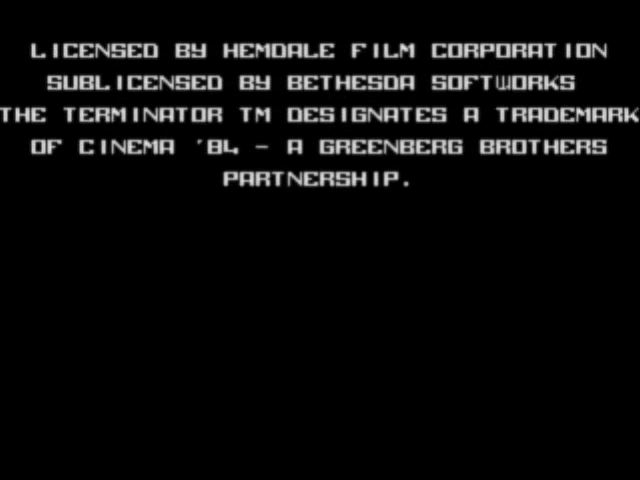 LICENSED BY HEMDALE FILM CORPORATION
SUBLICENSED BY BETHESDA SOFTWORKS
THE TERMINATOR TM DESIGNATES A TRADEMARK
OF CINEMA '84 - A GREENBERG BROTHERS
PARTNERSHIP.